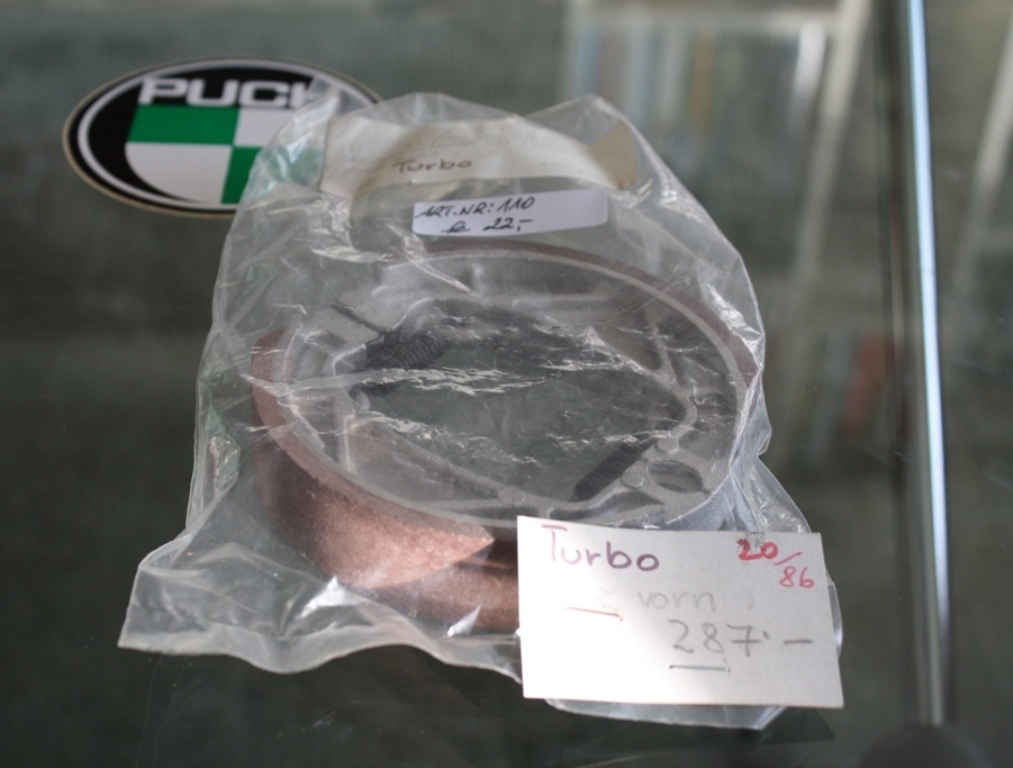 PUCH
Turbo
ART.NR: 110
€ 22,-
Turbo 20/86
vorn
287.-